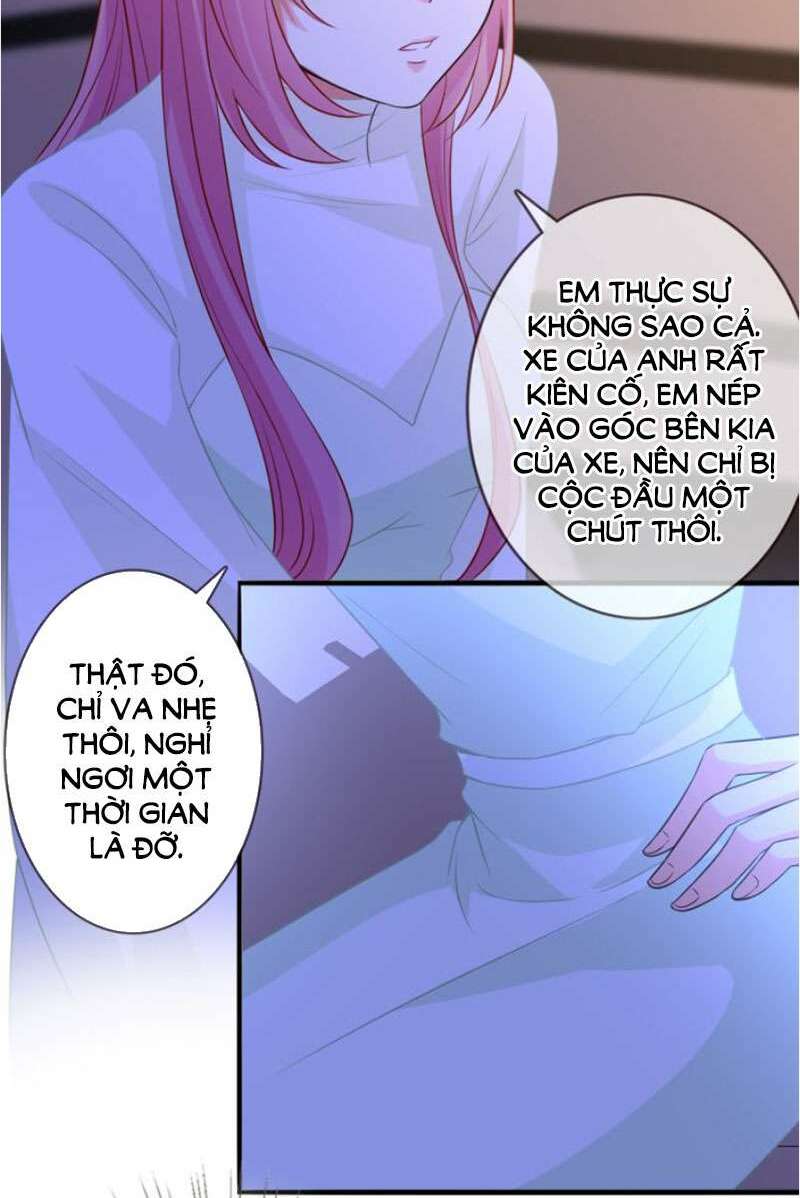 EM THỰC SỰ
KHÔNG SAO CẢ.
XE CỦA ANH RẤT
KIÊN CỐ, EM NÉP
VÀO GÓC BÊN KIA
CỦA XE, NÊN CHỈ BỊ
CỘC ĐẦU MỘT
CHÚT THÔI.
THẬT ĐÓ,
CHỈ VA NHẸ
THÔI, NGHỈ
NGƠI MỘT
THỜI GIAN
LÀ ĐỠ.